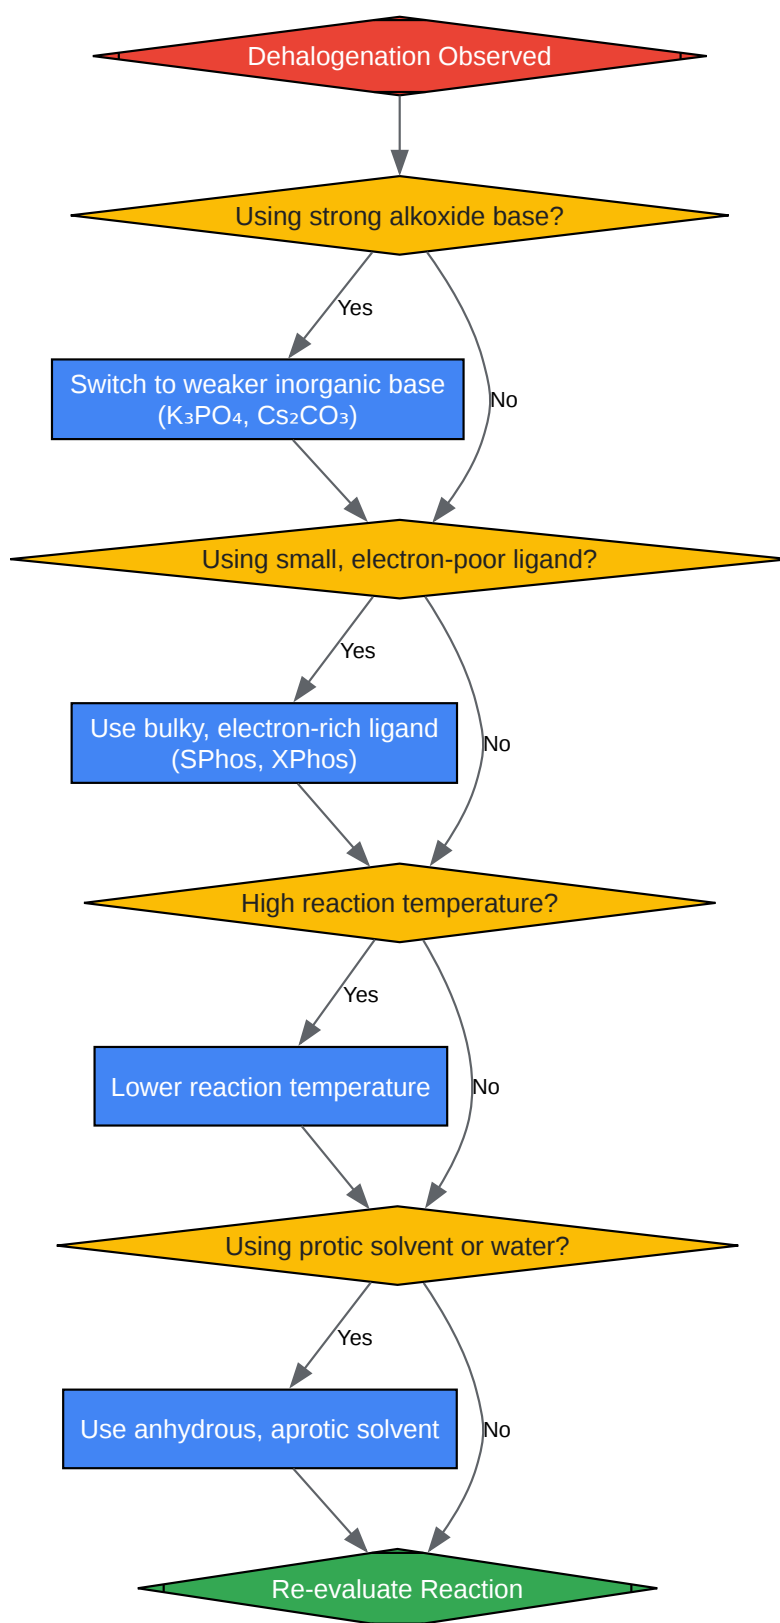 Dehalogenation Observed
Using strong alkoxide base?
Yes
Switch to weaker inorganic base
(K₃PO₄, Cs₂CO₃)
No
Using small, electron-poor ligand?
Yes
Use bulky, electron-rich ligand
(SPhos, XPhos)
No
High reaction temperature?
Yes
Lower reaction temperature
No
Using protic solvent or water?
Yes
Use anhydrous, aprotic solvent
No
Re-evaluate Reaction